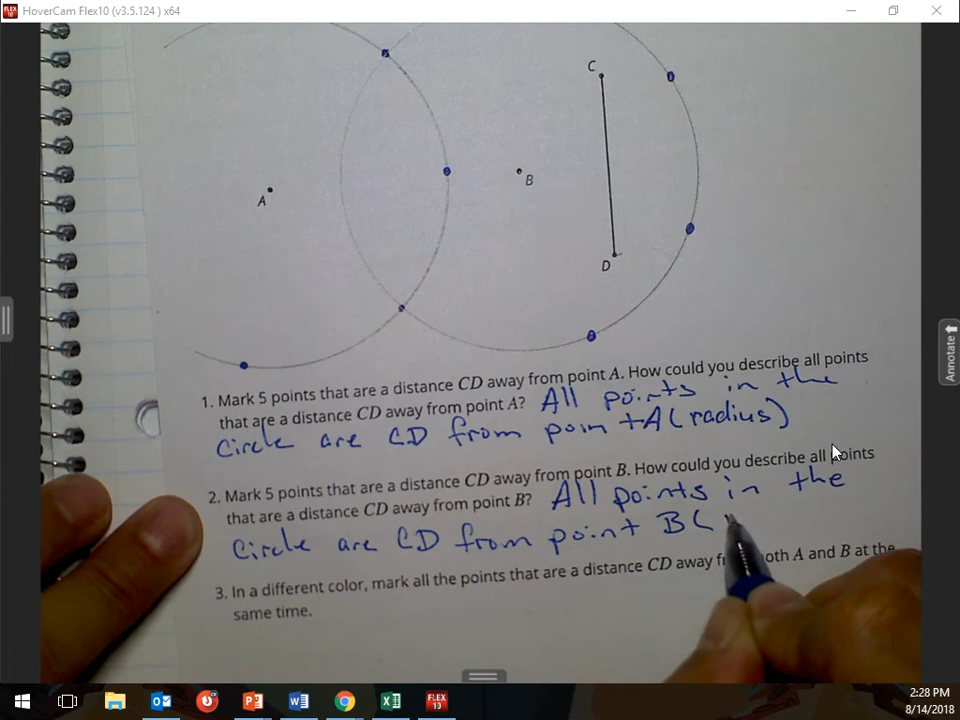 HoverCam Flex10 (v3.5.124 ) x64
C
A
B
D
Annotate
1. Mark 5 points that are a distance CD away from point A. How could you describe all points
that are a distance CD away from point A? All points in the
circle are CD from point A (radius)
2. Mark 5 points that are a distance CD away from point B. How could you describe all points
that are a distance CD away from point B? All points in the
circle are CD from point B (
3. In a different color, mark all the points that are a distance CD away from both A and B at the
same time.
FLEX 10
2:28 PM
8/14/2018